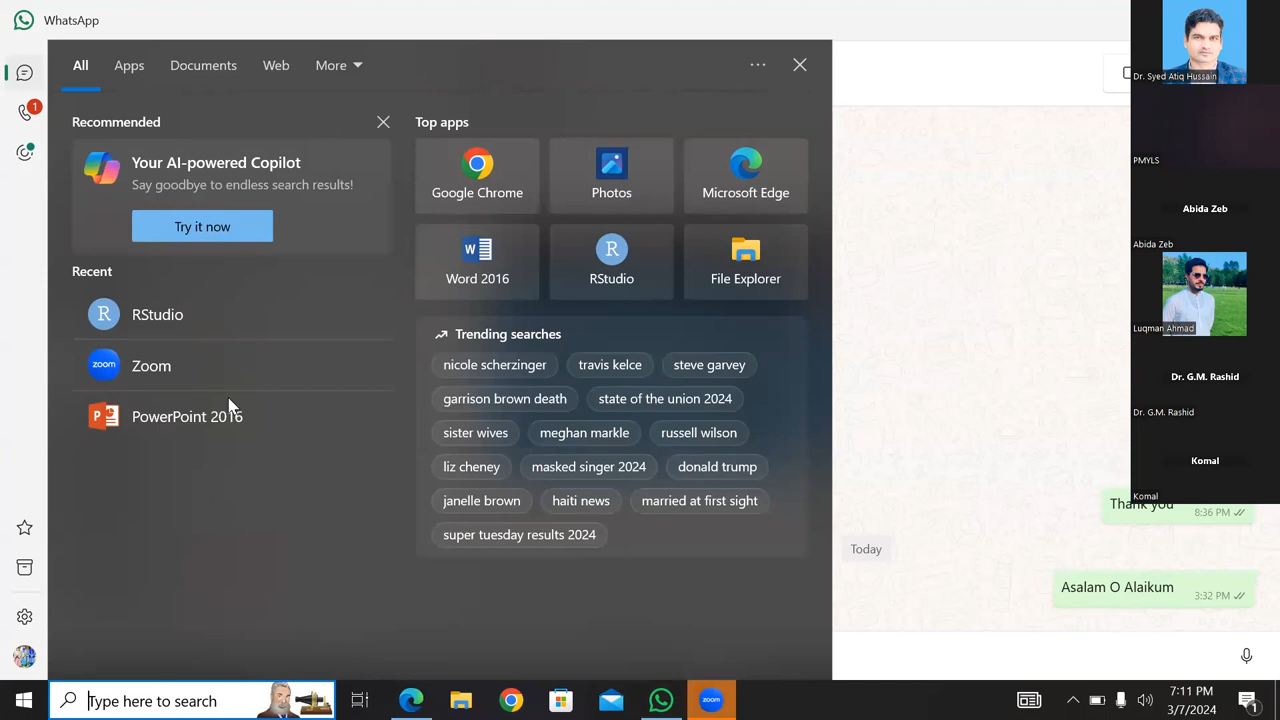 WhatsApp
1
All Apps Documents Web More
Recommended
Your AI-powered Copilot
Say goodbye to endless search results!
Try it now
Recent
RStudio
zoom Zoom
PowerPoint 2016
Top apps
Google Chrome Photos Microsoft Edge
Word 2016 RStudio File Explorer
Trending searches
nicole scherzinger travis kelce steve garvey
garrison brown death state of the union 2024
sister wives meghan markle russell wilson
liz cheney masked singer 2024 donald trump
janelle brown haiti news married at first sight
super tuesday results 2024
Thank you
8:36 PM
Today
Asalam O Alaikum
3:32 PM
Dr. Syed Atiq Hussain
PMYLS
Abida Zeb
Abida Zeb
Luqman Ahmad
Dr. G.M. Rashid
Dr. G.M. Rashid
Komal
Komal
Type here to search
zoom
7:11 PM
3/7/2024
1